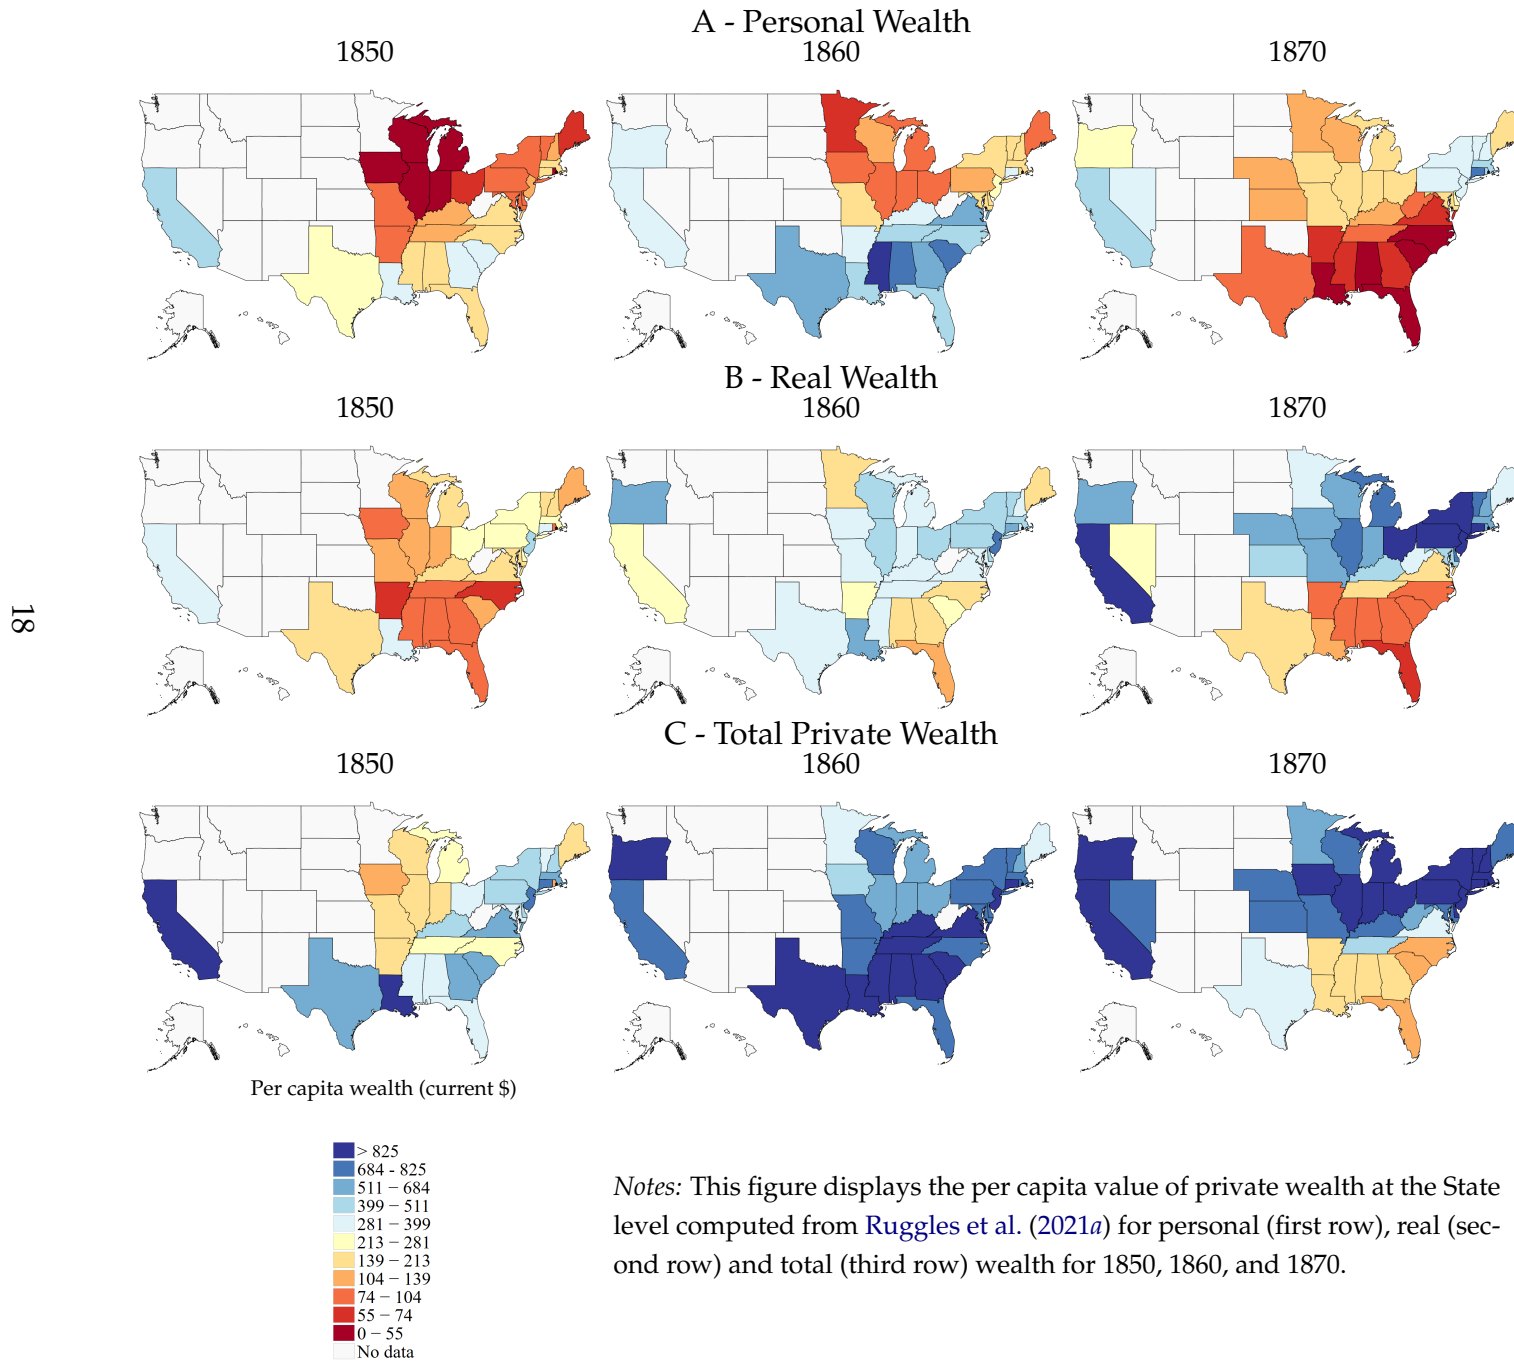 A - Personal Wealth
1850
1860
1870
B - Real Wealth
1850
1860
1870
18
C - Total Private Wealth
1850
1860
1870
Per capita wealth (current $)
> 825
684 - 825
511 − 684
399 − 511
281 − 399
213 − 281
139 − 213
104 − 139
74 − 104
55 − 74
0 − 55
No data
Notes: This figure displays the per capita value of private wealth at the State
level computed from Ruggles et al. (2021a) for personal (first row), real (sec-
ond row) and total (third row) wealth for 1850, 1860, and 1870.